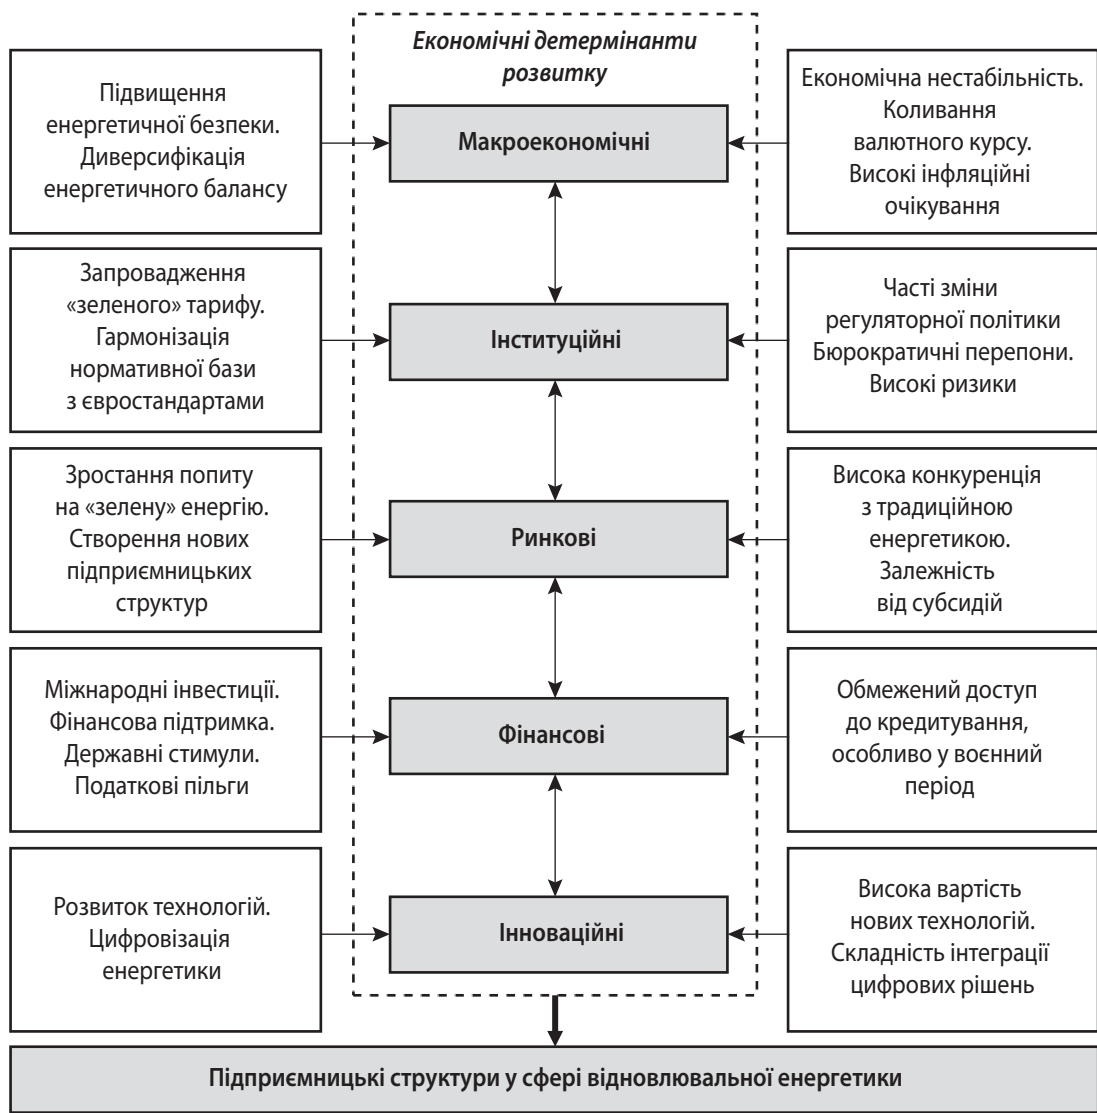 Економічні детермінанти
розвитку
Підвищення
енергетичної безпеки.
Диверсифікація
енергетичного балансу
Макроекономічні
Економічна нестабільність.
Коливання
валютного курсу.
Високі інфляційні
очікування
Запровадження
«зеленого» тарифу.
Гармонізація
нормативної бази
з євростандартами
Інституційні
Часті зміни
регуляторної політики
Бюрократичні перепони.
Високі ризики
Зростання попиту
на «зелену» енергію.
Створення нових
підприємницьких
структур
Ринкові
Висока конкуренція
з традиційною
енергетикою.
Залежність
від субсидій
Міжнародні інвестиції.
Фінансова підтримка.
Державні стимули.
Податкові пільги
Фінансові
Обмежений доступ
до кредитування,
особливо у воєнний
період
Розвиток технологій.
Цифровізація
енергетики
Інноваційні
Висока вартість
нових технологій.
Складність інтеграції
цифрових рішень
Підприємницькі структури у сфері відновлювальної енергетики